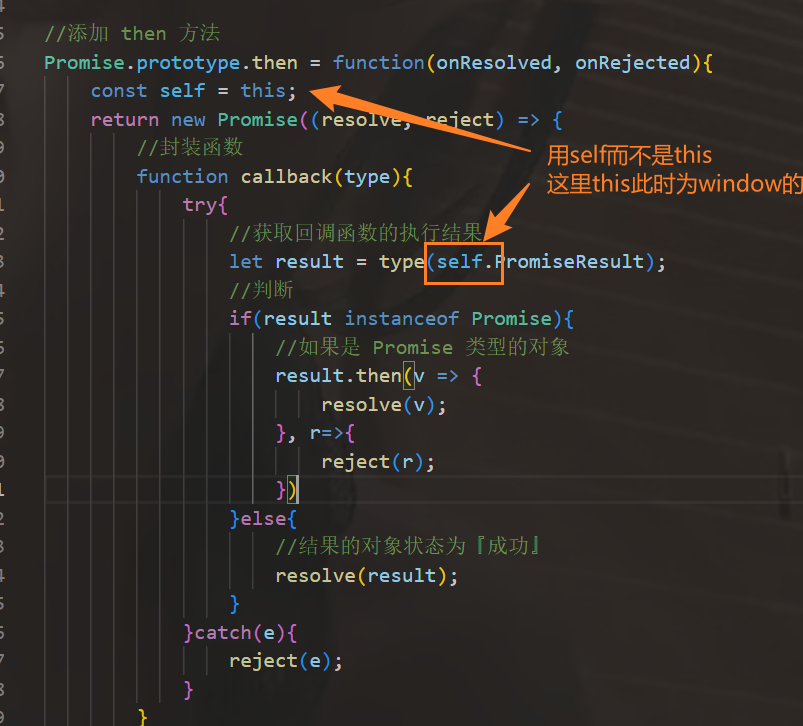 //添加 then 方法
Promise.prototype.then = function(onResolved, onRejected){
const self = this;
return new Promise((resolve, reject) => {
//封装函数
用self而不是this
function callback(type){
这里this此时为window的
try{
//获取回调函数的执行结果
let result = type(self.PromiseResult);
//判断
if(result instanceof Promise){
//如果是 Promise 类型的对象
result.then(v => {
resolve(v);
}, r=>{
reject(r);
})
}else{
//结果的对象状态为『成功』
resolve(result);
}
}catch(e){
reject(e);
}
}